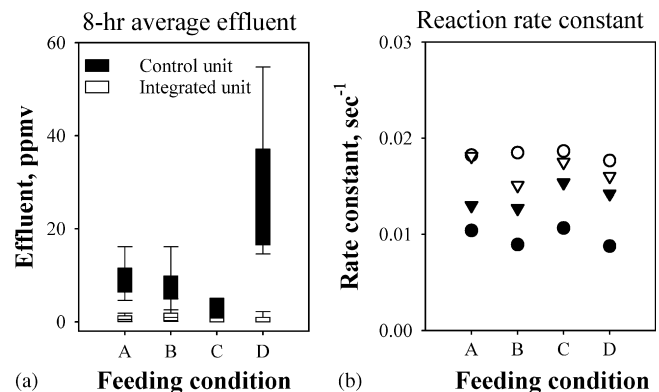 8-hr average effluent
60
40
20
0
Effluent, ppmv
Control unit
Integrated unit
A B C D
(a) Feeding condition
Reaction rate constant
0.03
0.02
0.01
0.00
Rate constant, sec⁻¹
A B C D
(b) Feeding condition